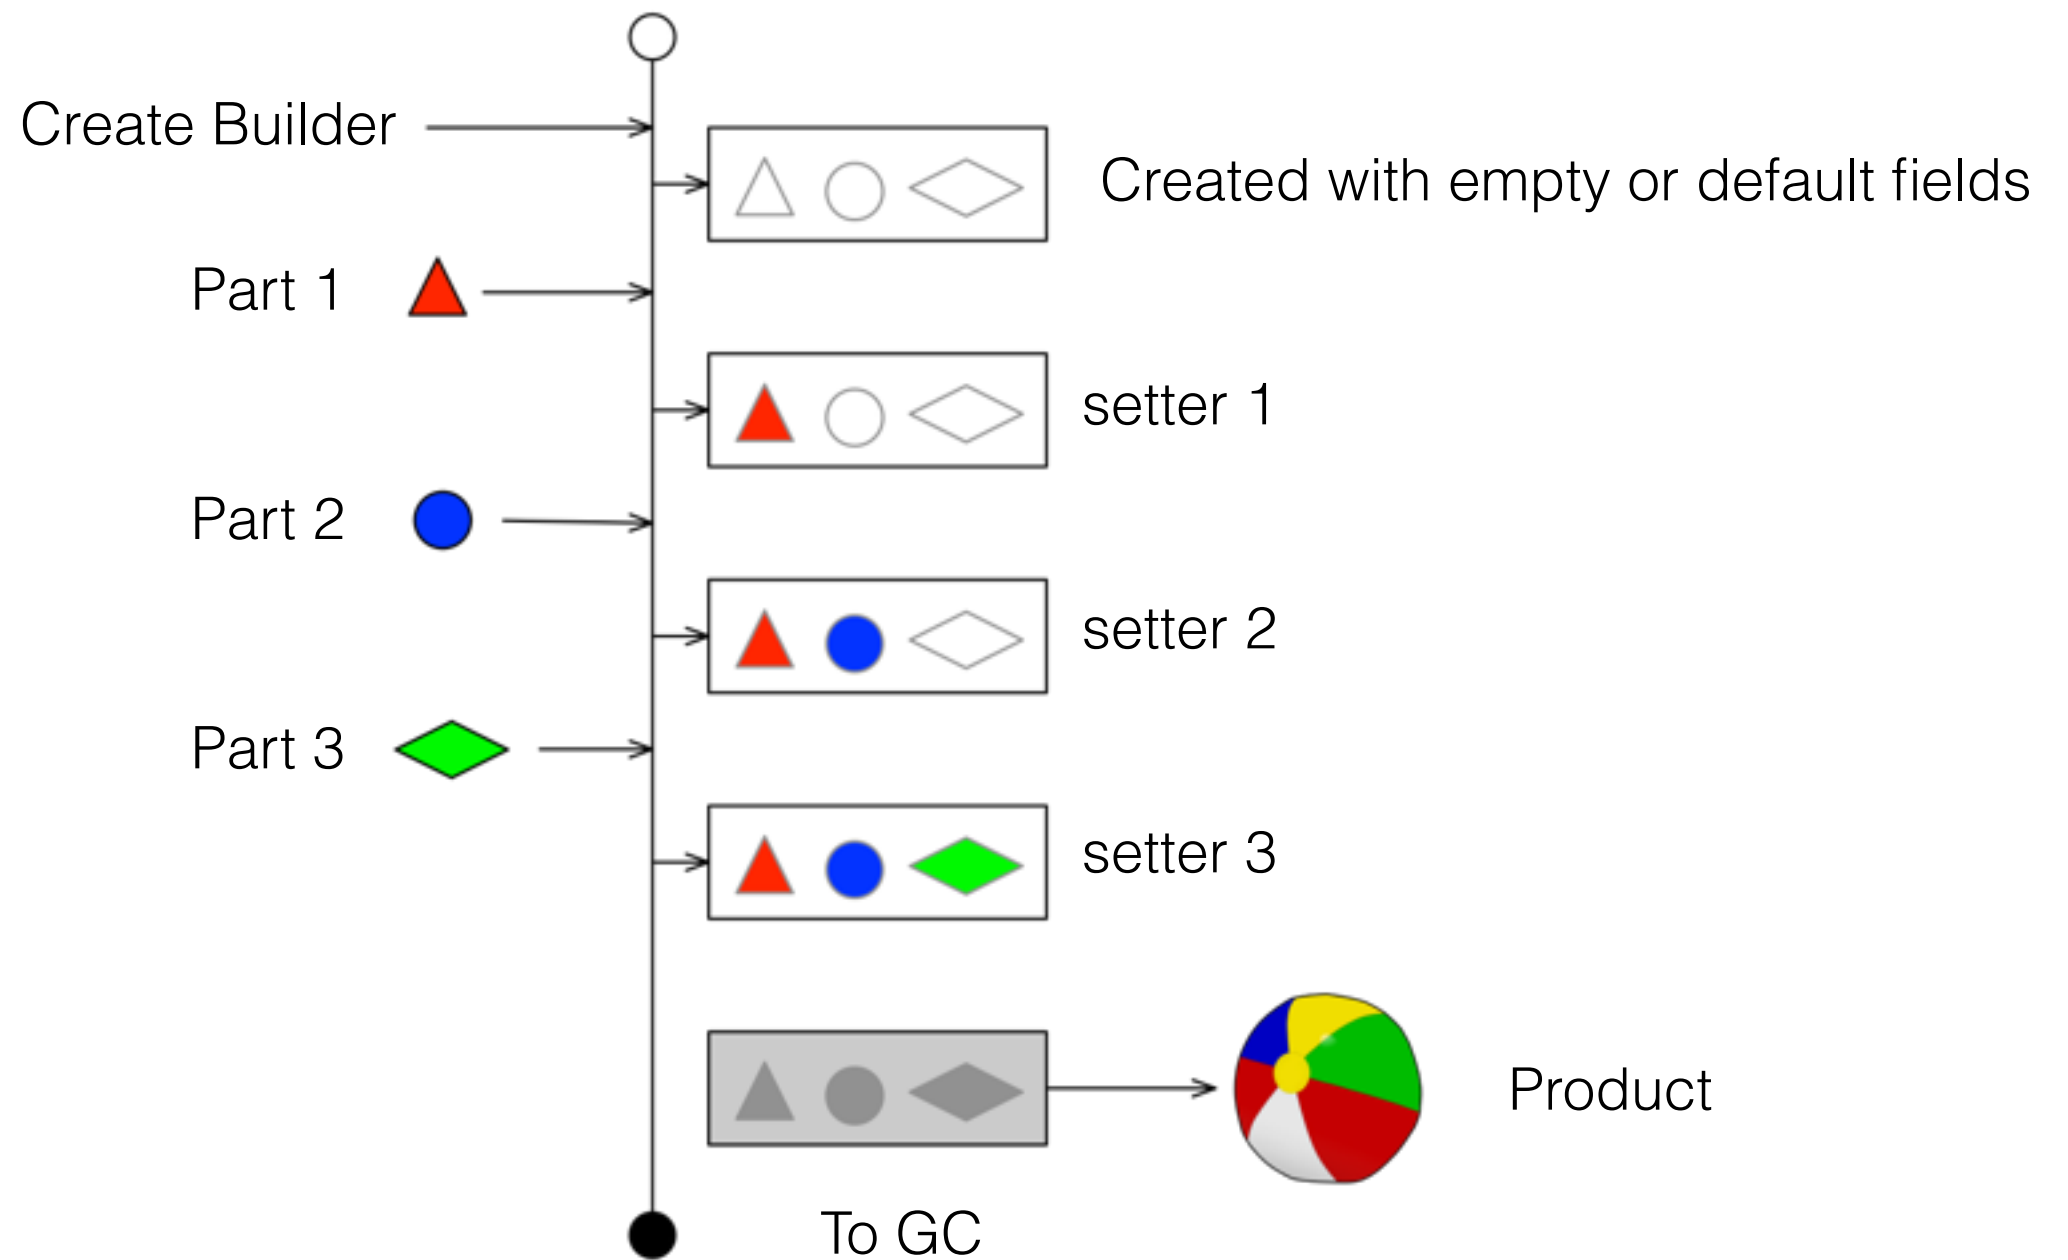 Create Builder
Created with empty or default fields
Part 1
setter 1
Part 2
setter 2
Part 3
setter 3
Product
To GC